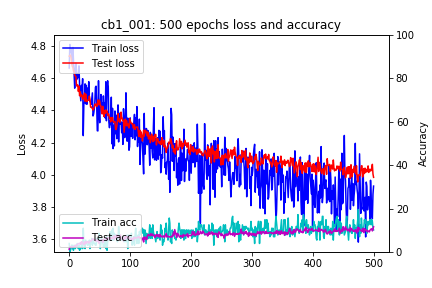 cb1_001: 500 epochs loss and accuracy
4.8
4.6
4.4
4.2
4.0
3.8
3.6
Loss
Train loss
Test loss
Train acc
Test acc
100
80
60
40
20
0
Accuracy
0 100 200 300 400 500